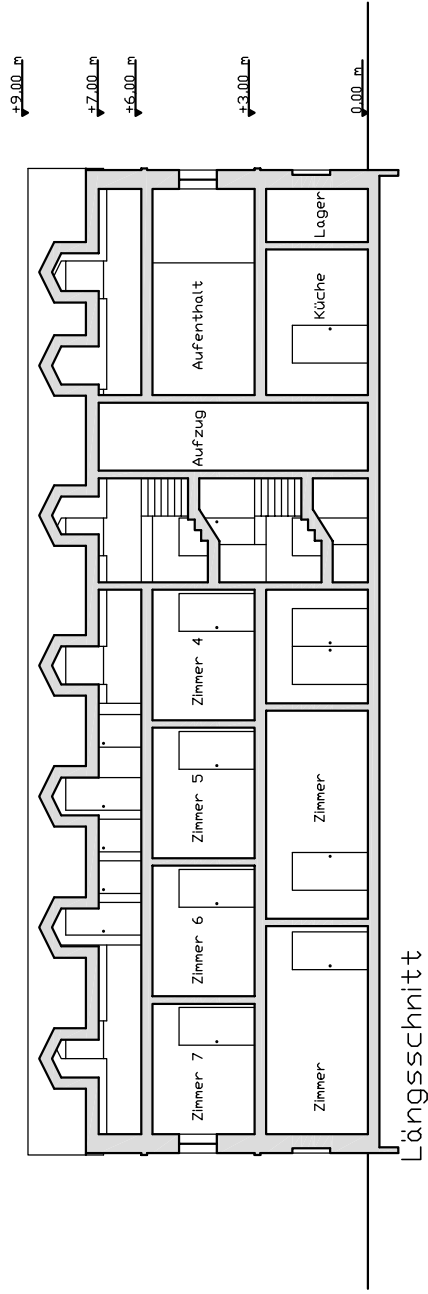 +9.00 m
+7.00 m
+6.00 m
+3.00 m
0.00 m
Zimmer 7
Zimmer 6
Zimmer 5
Zimmer 4
Aufzug
Aufenthalt
Zimmer
Zimmer
Küche
Lager
Längsschnitt